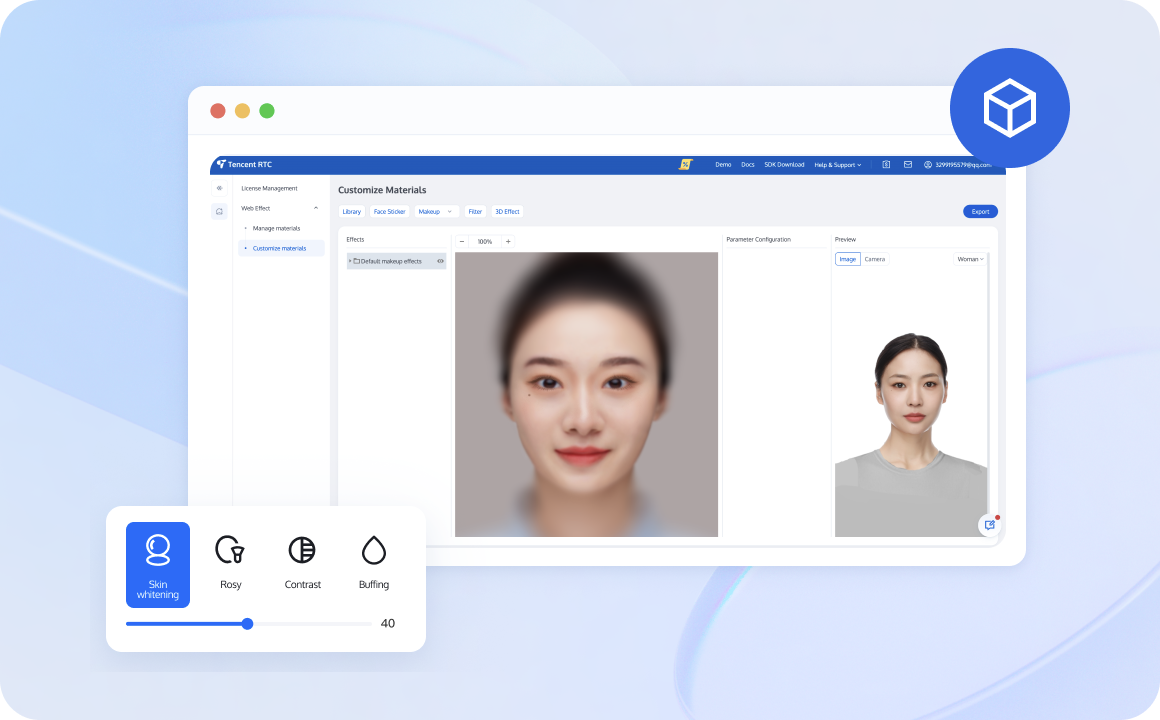 Tencent RTC
Demo Docs SDK Download Help & Support 3299195579@qq.com
License Management
Web Effect
Manage materials
Customize materials
Customize Materials
Library Face Sticker Makeup Filter 3D Effect Export
Effects
Default makeup effects
100%
Parameter Configuration
Preview
Image Camera Woman
Skin
whitening
Rosy
Contrast
Buffing
40